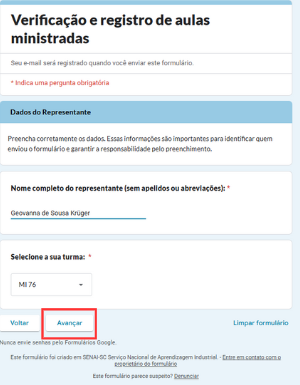 Verificação e registro de aulas
ministradas
Seu e-mail será registrado quando você enviar este formulário.
* Indica uma pergunta obrigatória
Dados do Representante
Preencha corretamente os dados. Essas informações são importantes para identificar quem
enviou o formulário e garantir a responsabilidade pelo preenchimento.
Nome completo do representante (sem apelidos ou abreviações): *
Geovanna de Sousa Krüger
Selecione a sua turma: *
MI 76
Voltar
Avançar
Limpar formulário
Nunca envie senhas pelo Formulários Google.
Este formulário foi criado em SENAI-SC Serviço Nacional de Aprendizagem Industrial. - Entre em contato com o
proprietário do formulário
Este formulário parece suspeito? Denunciar